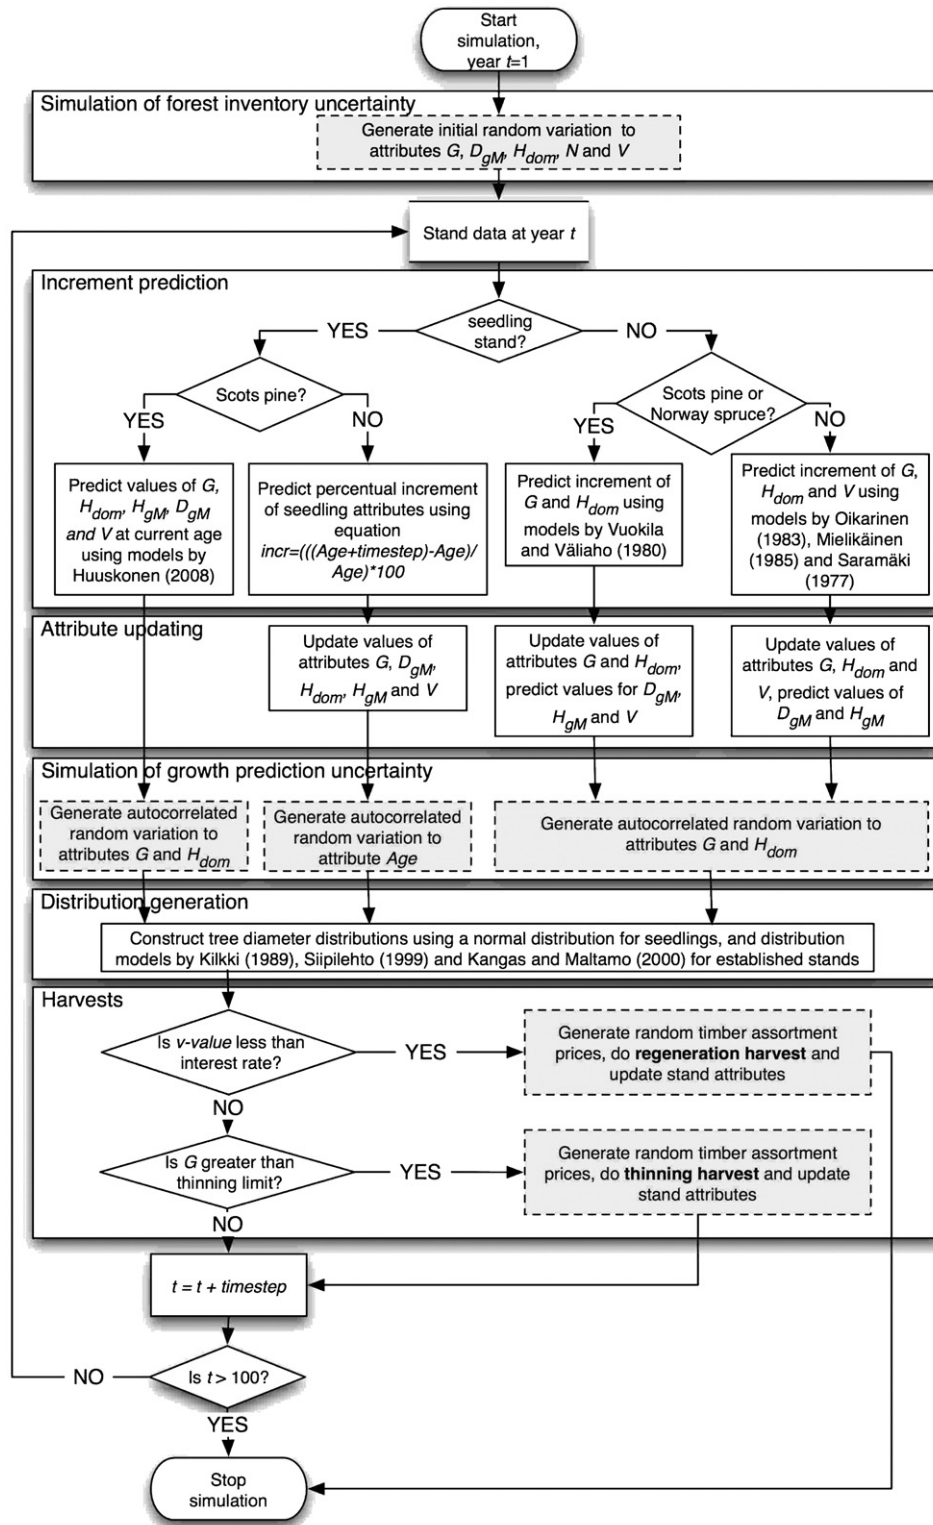 Start
simulation,
year t=1
Simulation of forest inventory uncertainty
Generate initial random variation to
attributes G, DgM, Hdom, N and V
Stand data at year t
Increment prediction
seedling
stand?
YES
NO
Scots pine?
YES
NO
Scots pine or
Norway spruce?
YES
NO
Predict values of G,
Hdom, HgM, DgM
and V at current age
using models by
Huuskonen (2008)
Predict percentual increment
of seedling attributes using
equation
incr=(((Age+timestep)-Age)/
Age)*100
Predict increment of
G and Hdom using
models by Vuokila
and Väliaho (1980)
Predict increment of G,
Hdom and V using
models by Oikarinen
(1983), Mielikäinen
(1985) and Saramäki
(1977)
Attribute updating
Update values of
attributes G, DgM,
Hdom, HgM and V
Update values of
attributes G and Hdom,
predict values for DgM,
HgM and V
Update values of
attributes G, Hdom and
V, predict values of
DgM and HgM
Simulation of growth prediction uncertainty
Generate autocorrelated
random variation to
attributes G and Hdom
Generate autocorrelated
random variation to
attribute Age
Generate autocorrelated random variation to
attributes G and Hdom
Distribution generation
Construct tree diameter distributions using a normal distribution for seedlings, and distribution
models by Kilkki (1989), Siipilehto (1999) and Kangas and Maltamo (2000) for established stands
Harvests
Is v-value less than
interest rate?
YES
Generate random timber assortment
prices, do regeneration harvest and
update stand attributes
NO
Is G greater than
thinning limit?
YES
Generate random timber assortment
prices, do thinning harvest and update
stand attributes
NO
t = t + timestep
Is t > 100?
NO
YES
Stop
simulation